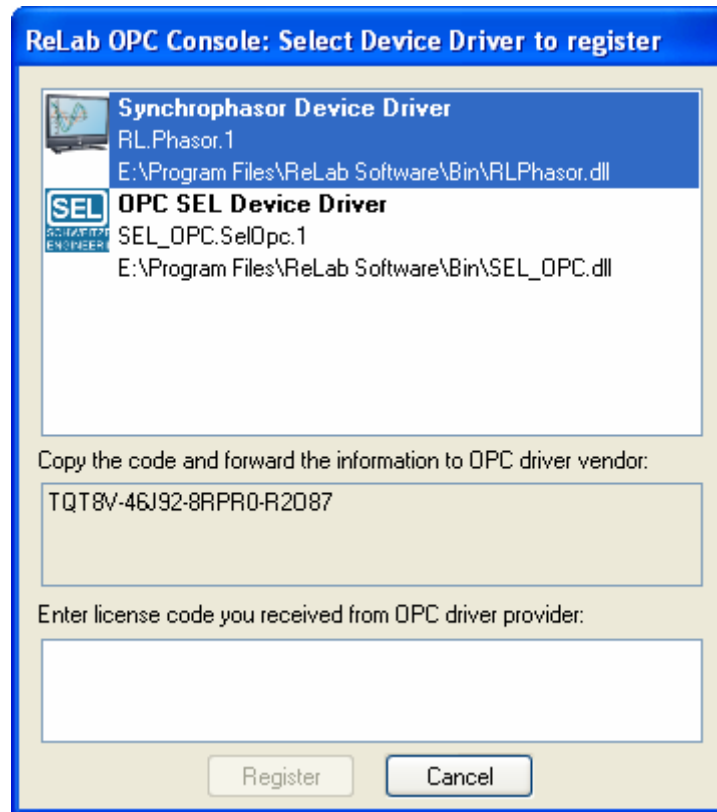 ReLab OPC Console: Select Device Driver to register
Synchrophasor Device Driver
RL.Phasor.1
E:\Program Files\ReLab Software\Bin\RLPhasor.dll
SEL
SCHWEITZE
ENGINEERI
OPC SEL Device Driver
SEL_OPC.SelOpc.1
E:\Program Files\ReLab Software\Bin\SEL_OPC.dll
Copy the code and forward the information to OPC driver vendor:
TQT8V-46J92-8RPR0-R2O87
Enter license code you received from OPC driver provider:
Register
Cancel